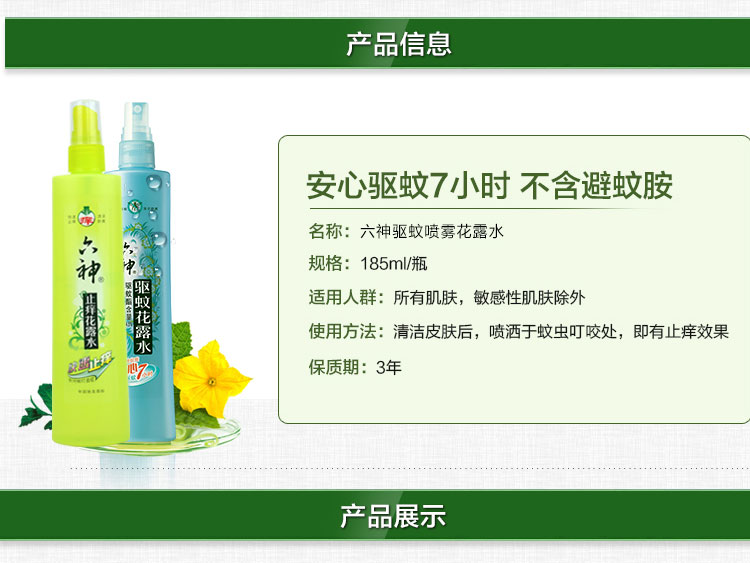 产品信息
安心驱蚊7小时 不含避蚊胺
名称：六神驱蚊喷雾花露水
规格：185ml/瓶
适用人群：所有肌肤，敏感性肌肤除外
使用方法：清洁皮肤后，喷洒于蚊虫叮咬处，即有止痒效果
保质期：3年
六神
止痒花露水
六神
驱蚊花露水
产品展示